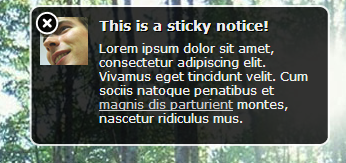 This is a sticky notice!
Lorem ipsum dolor sit amet,
consectetur adipiscing elit.
Vivamus eget tincidunt velit. Cum
sociis natoque penatibus et
magnis dis parturient montes,
nascetur ridiculus mus.